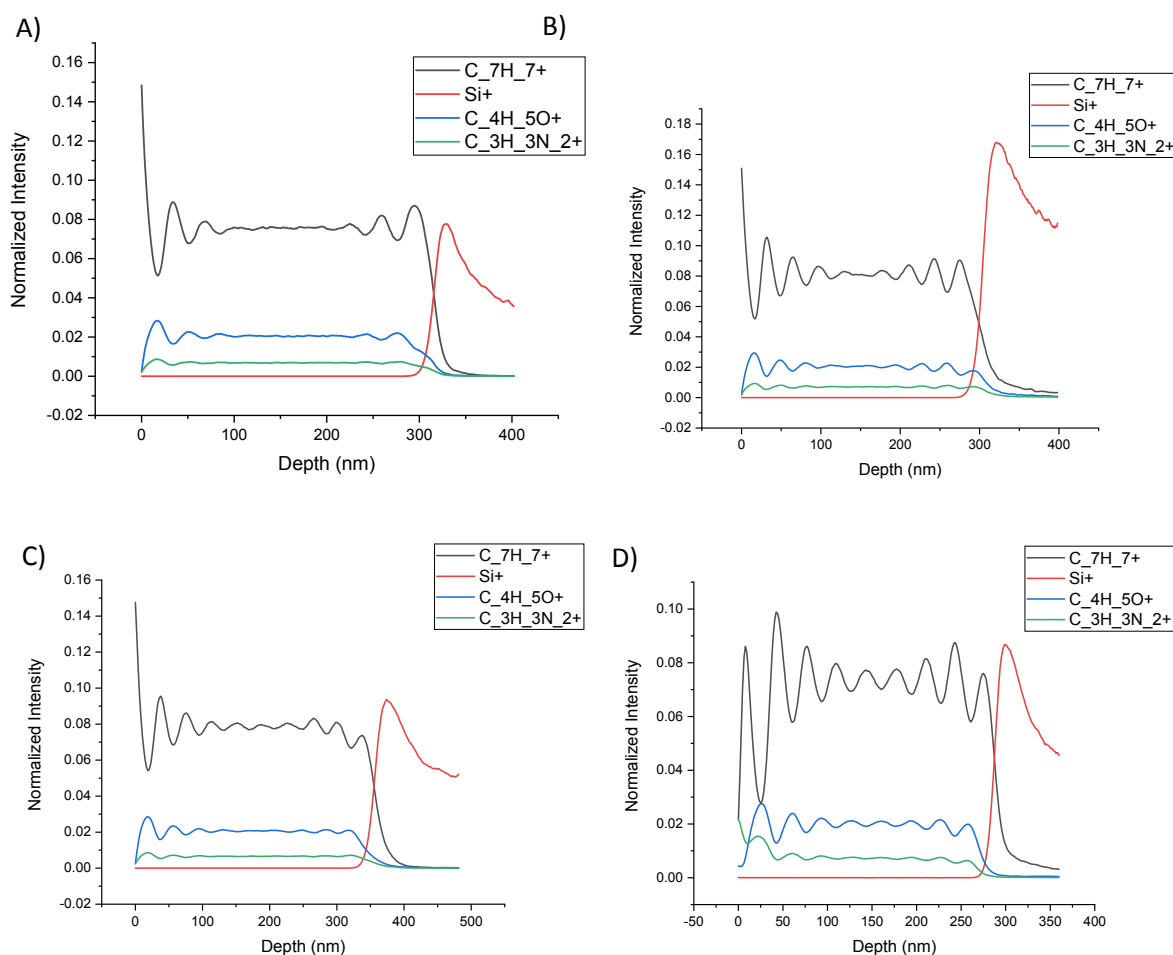 A)
C_7H_7+
Si+
C_4H_5O+
C_3H_3N_2+
0.16
0.14
0.12
0.10
0.08
0.06
0.04
0.02
0.00
-0.02
Normalized Intensity
0 100 200 300 400
Depth (nm)
B)
C_7H_7+
Si+
C_4H_5O+
C_3H_3N_2+
0.18
0.16
0.14
0.12
0.10
0.08
0.06
0.04
0.02
0.00
-0.02
Normalized Intensity
0 100 200 300 400
Depth (nm)
C)
C_7H_7+
Si+
C_4H_5O+
C_3H_3N_2+
0.16
0.14
0.12
0.10
0.08
0.06
0.04
0.02
0.00
-0.02
Normalized Intensity
0 100 200 300 400 500
Depth (nm)
D)
C_7H_7+
Si+
C_4H_5O+
C_3H_3N_2+
0.10
0.08
0.06
0.04
0.02
0.00
Normalized Intensity
-50 0 50 100 150 200 250 300 350 400
Depth (nm)